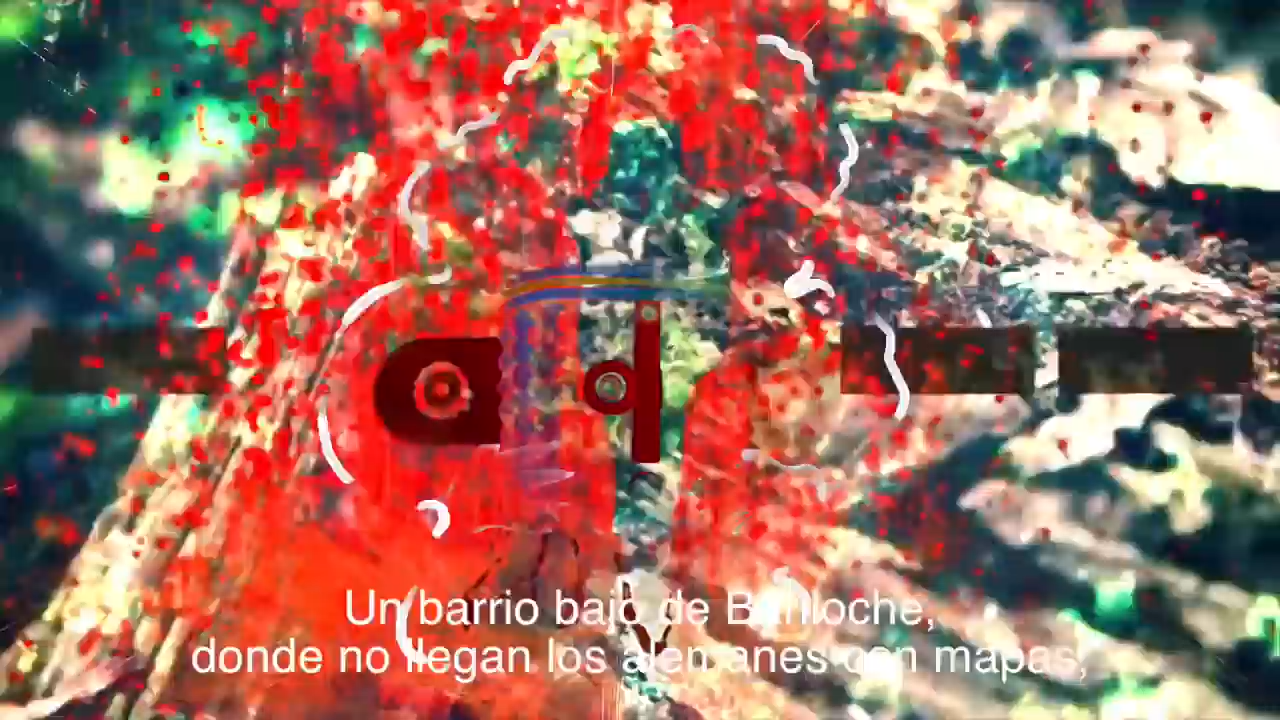 Un barrio bajo de Bariloche,
donde no llegan los alemanes con mapas,